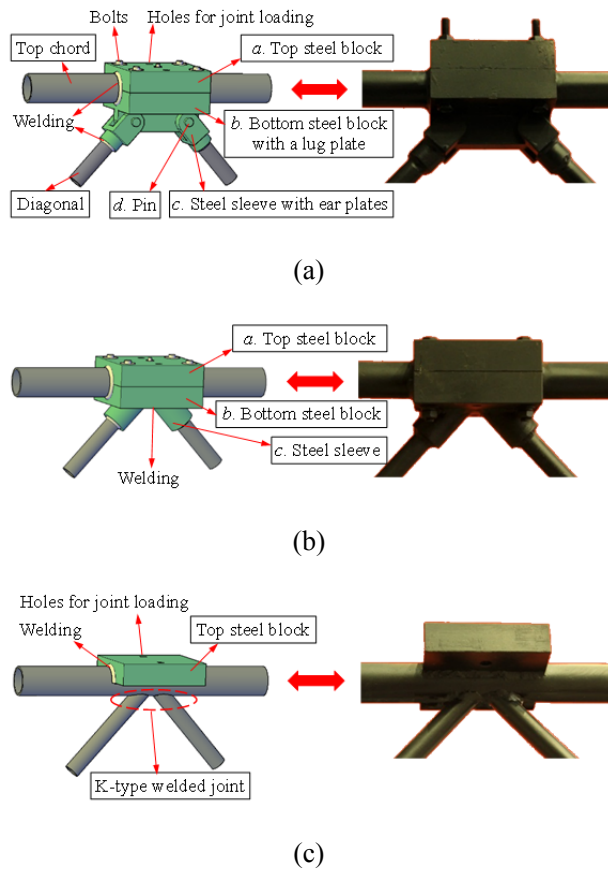 Bolts
Holes for joint loading
Top chord
a. Top steel block
Welding
b. Bottom steel block
with a lug plate
Diagonal
d. Pin
c. Steel sleeve with ear plates
(a)
a. Top steel block
b. Bottom steel block
c. Steel sleeve
Welding
(b)
Holes for joint loading
Welding
Top steel block
K-type welded joint
(c)